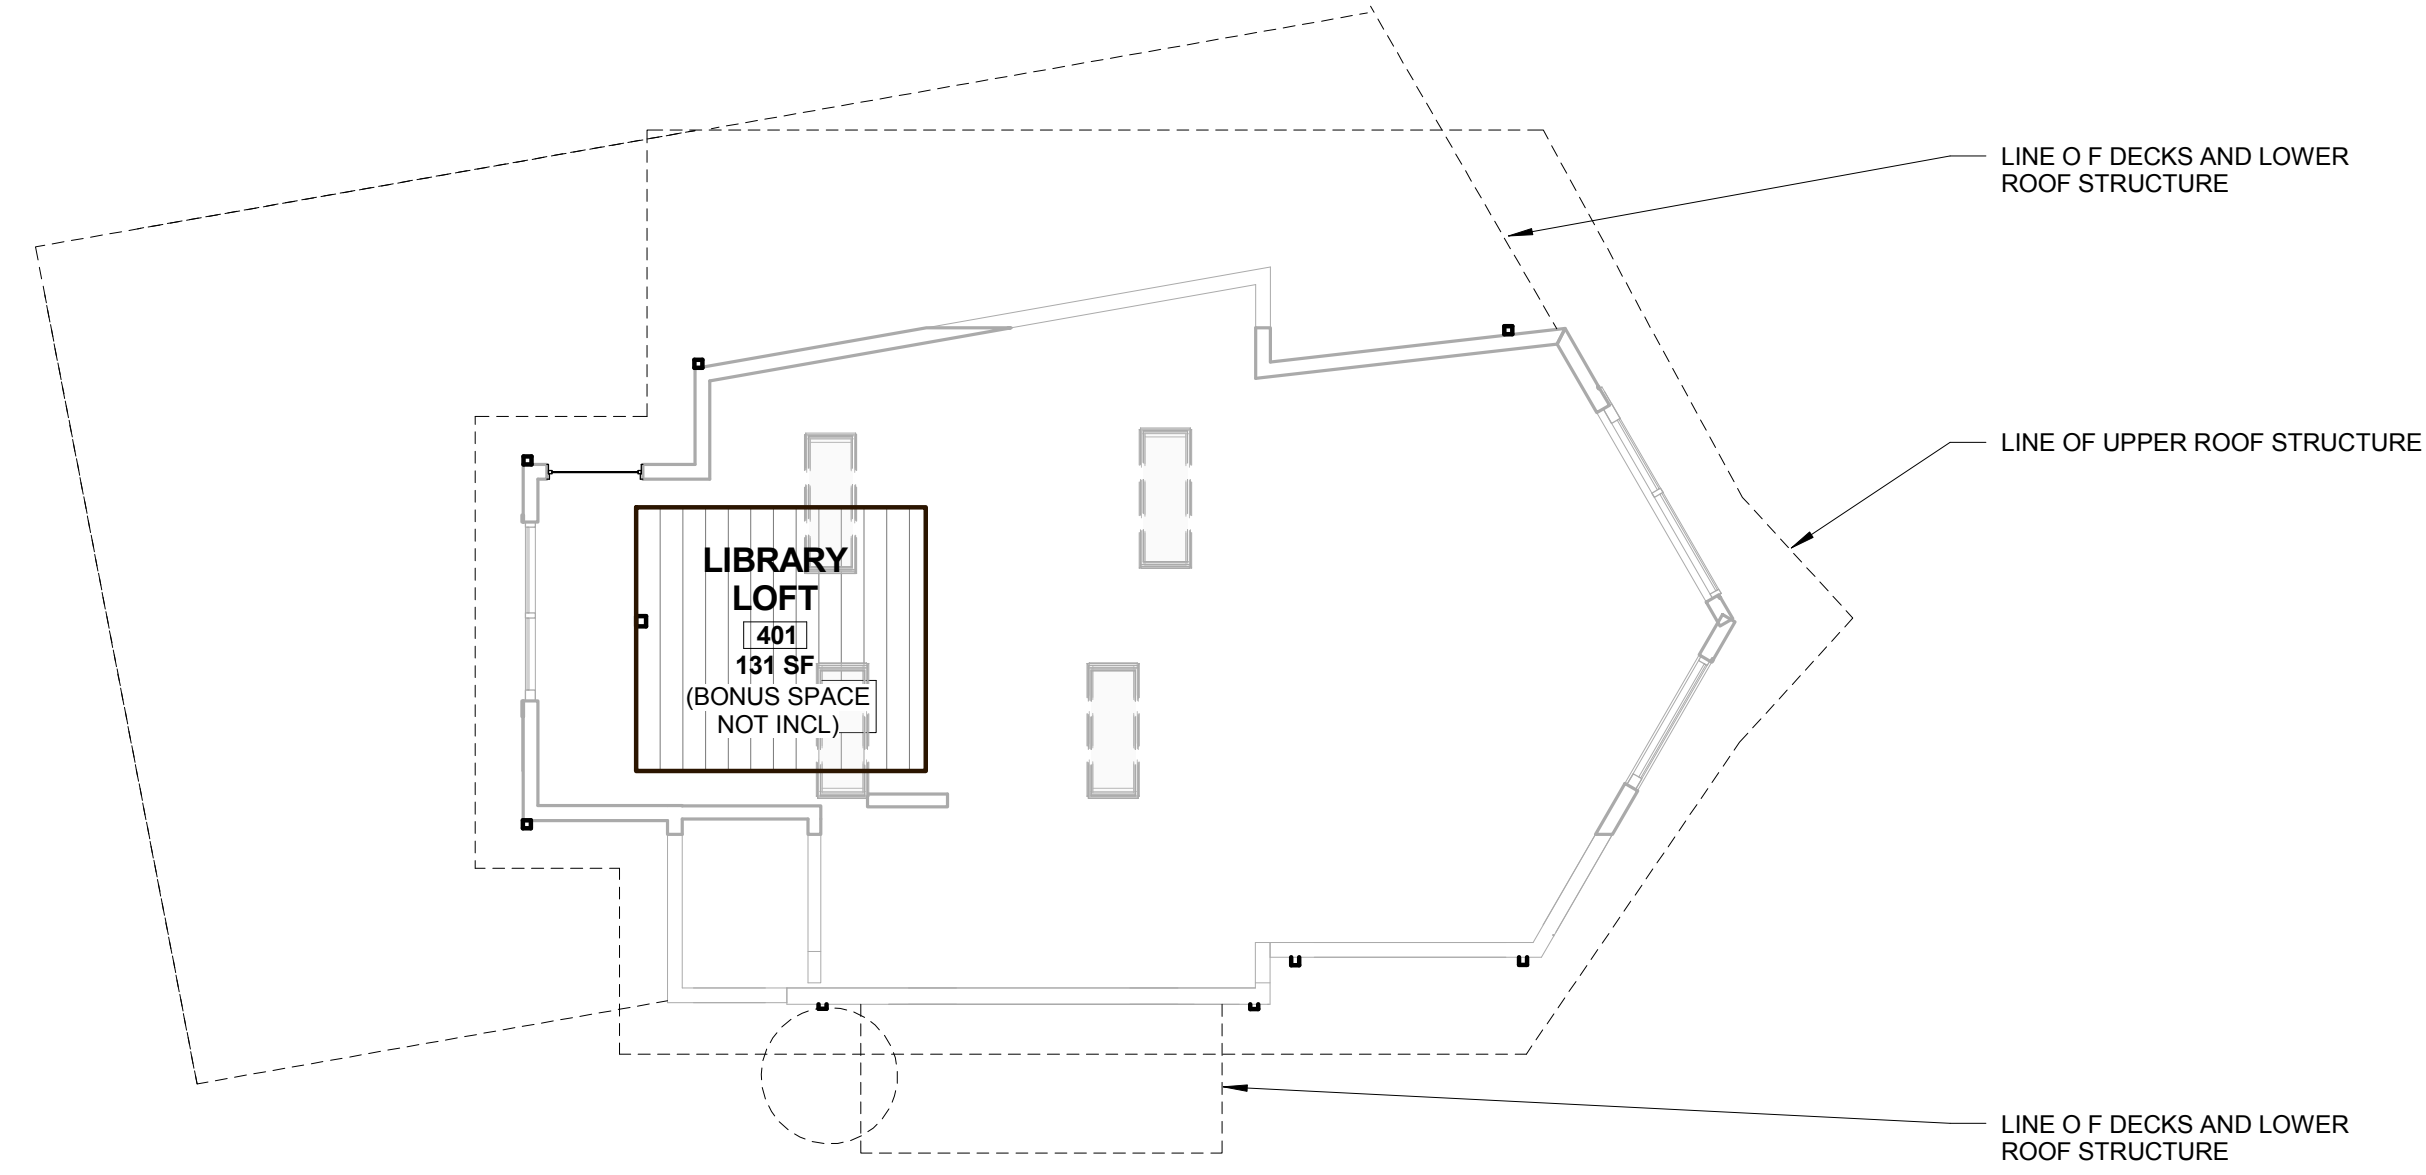 LINE O F DECKS AND LOWER
ROOF STRUCTURE
LINE OF UPPER ROOF STRUCTURE
LIBRARY
LOFT
401
131 SF
(BONUS SPACE
NOT INCL)
LINE O F DECKS AND LOWER
ROOF STRUCTURE